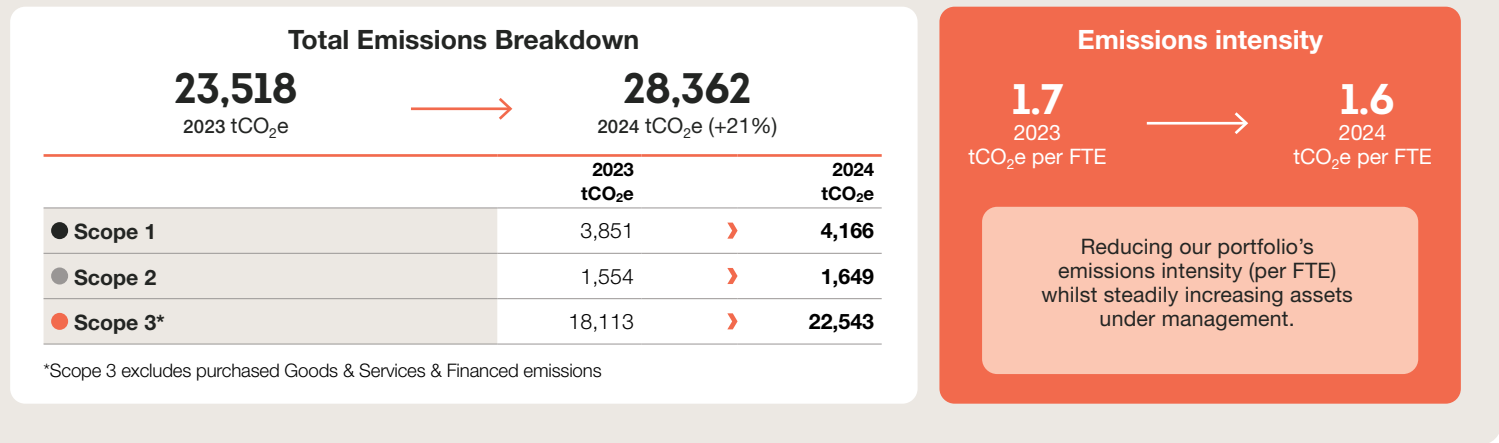 Total Emissions Breakdown
23,518
2023 tCO₂e
28,362
2024 tCO₂e (+21%)
2023 tCO₂e
2024 tCO₂e
Scope 1 3,851 › 4,166
Scope 2 1,554 › 1,649
Scope 3* 18,113 › 22,543
*Scope 3 excludes purchased Goods & Services & Financed emissions
Emissions intensity
1.7
2023
tCO₂e per FTE
1.6
2024
tCO₂e per FTE
Reducing our portfolio's
emissions intensity (per FTE)
whilst steadily increasing assets
under management.